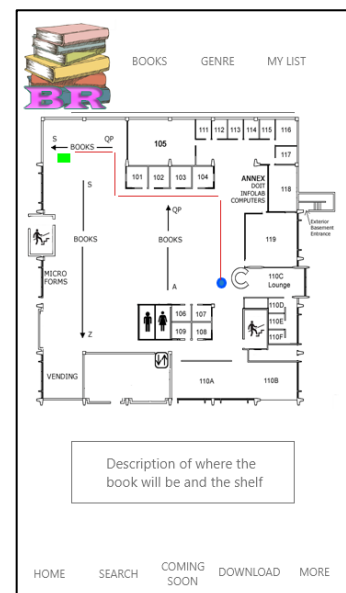 BR
BOOKS
GENRE
MY LIST
S
BOOKS
QP
105
111
112
113
114
115
116
117
118
101
102
103
104
ANNEX
DOIT
INFOLAB
COMPUTERS
Exterior
Basement
Entrance
S
QP
119
BOOKS
BOOKS
MICRO
FORMS
110C
Lounge
A
106
107
109
108
110D
110E
110F
Z
VENDING
110A
110B
Description of where the
book will be and the shelf
HOME
SEARCH
COMING
SOON
DOWNLOAD
MORE